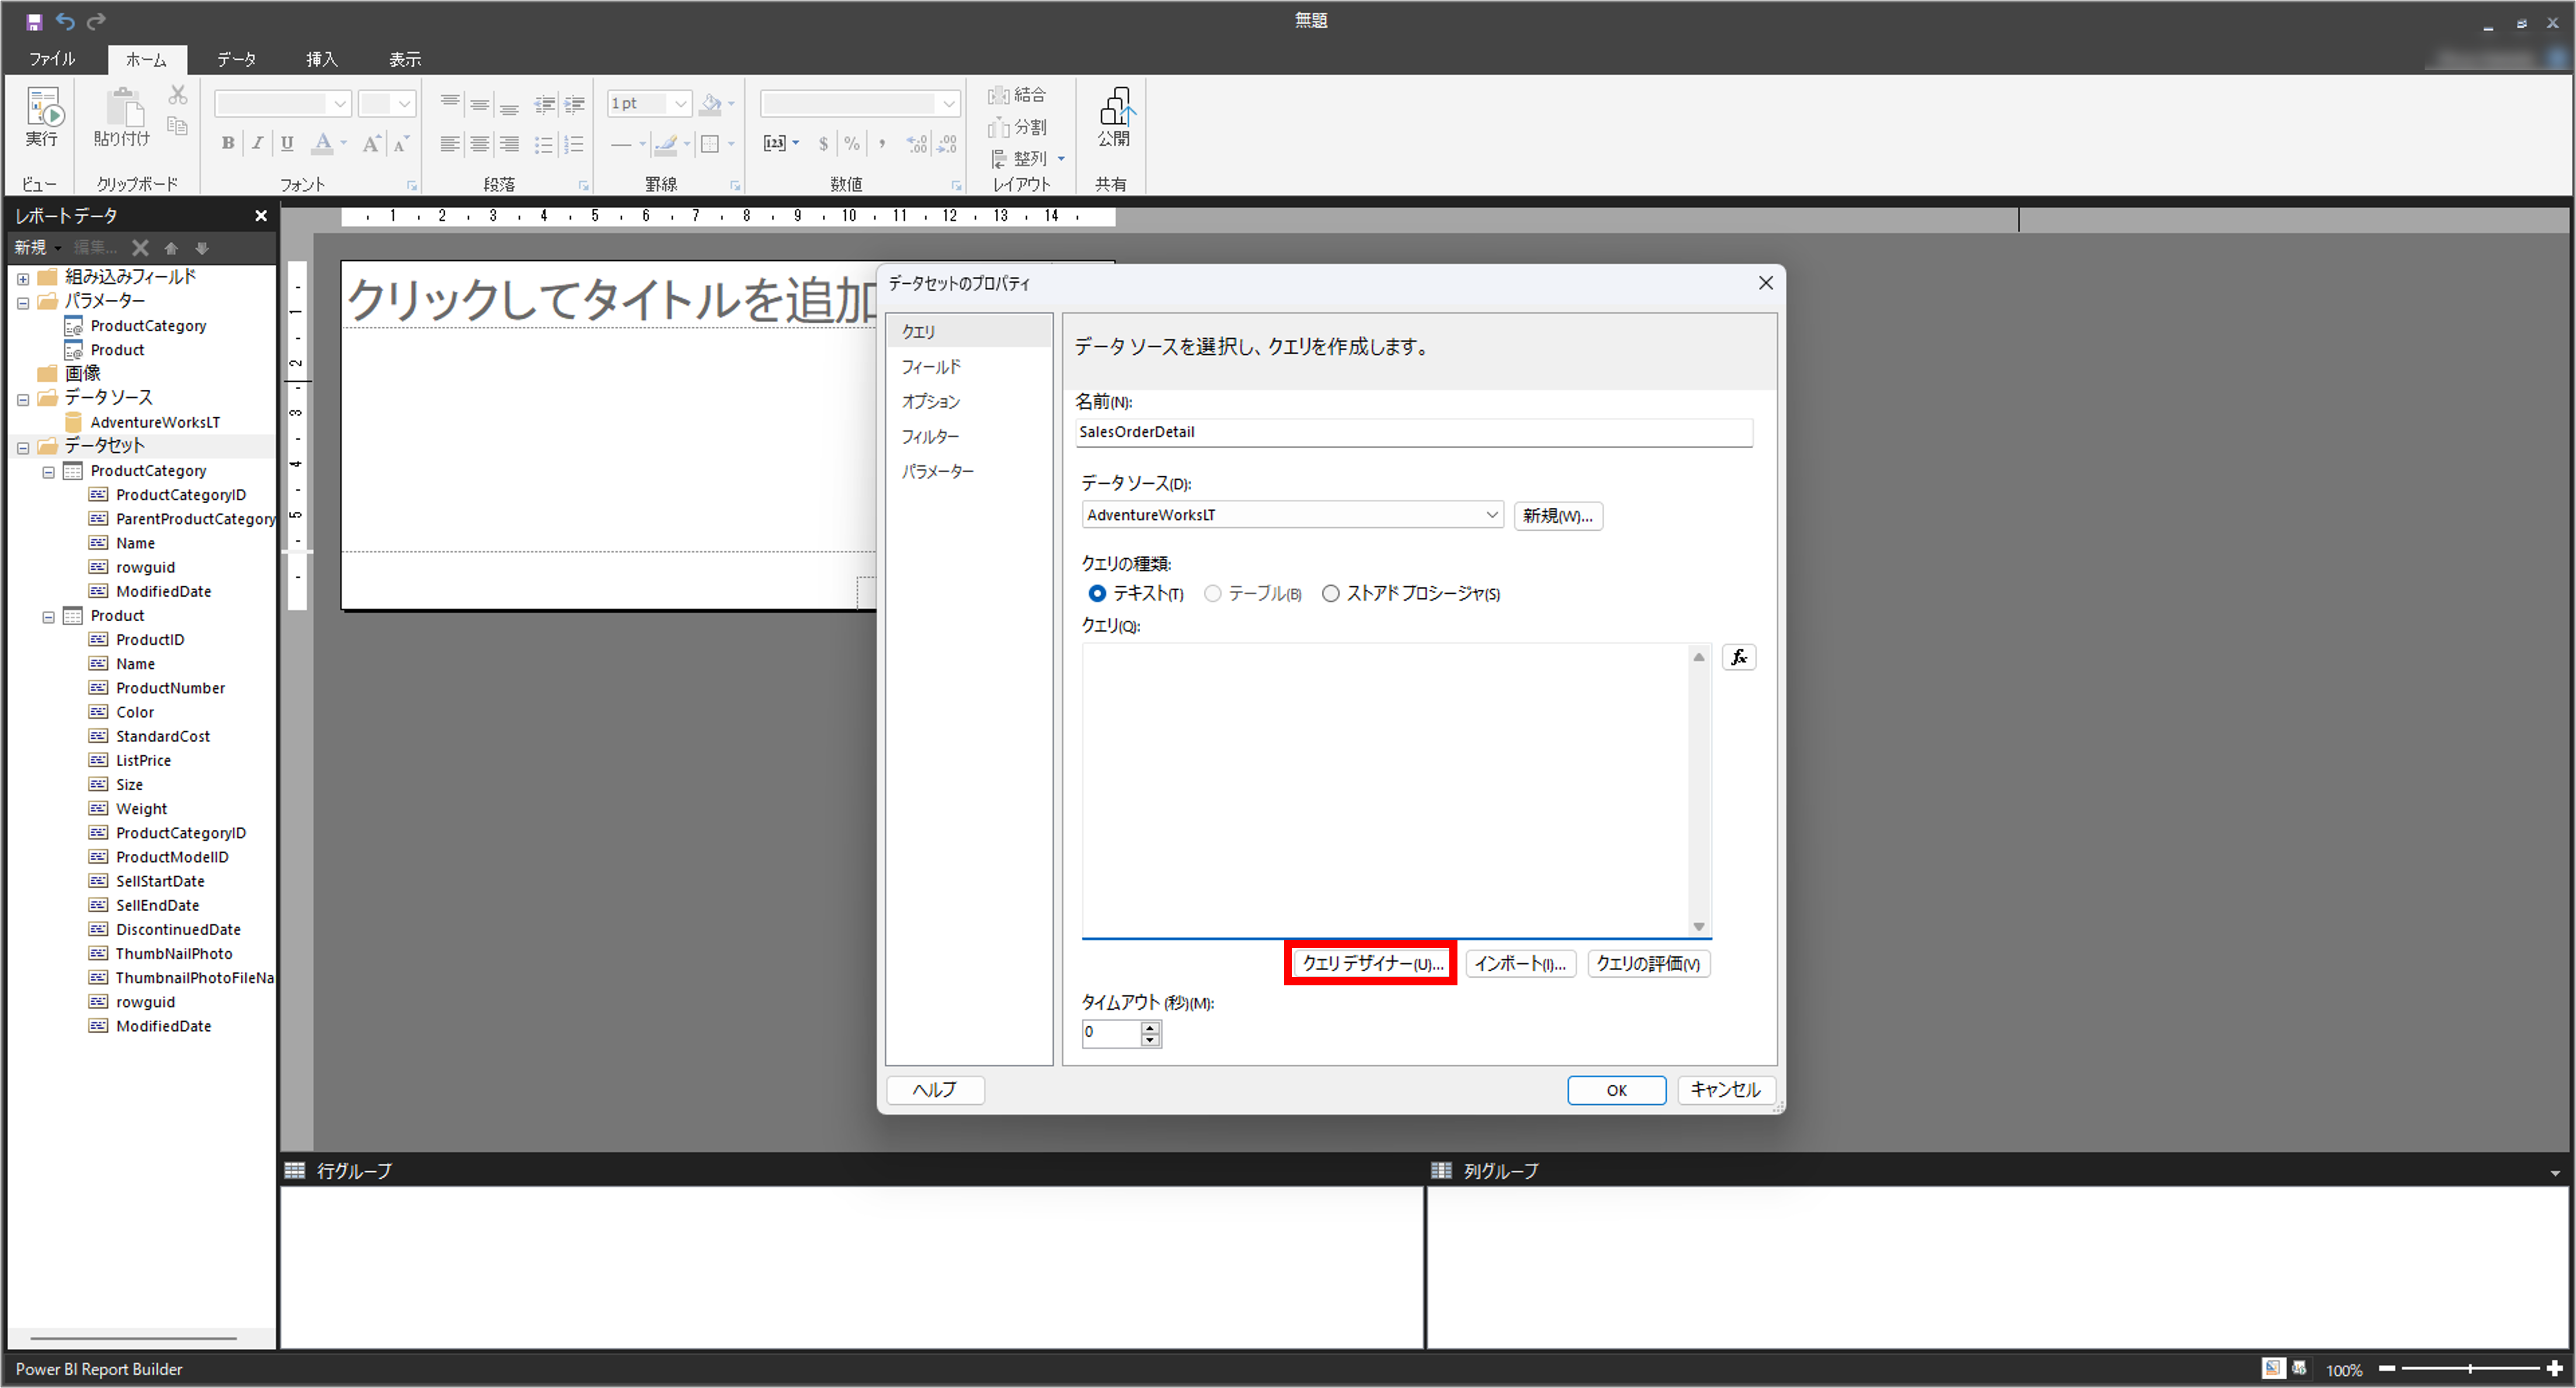 無題
ファイル ホーム データ 挿入 表示
実行
貼り付け
B I U A A A
1 pt
123 $ % ,
結合
分割
整列
公開
ビュー クリップボード フォント 段落 罫線 数値 レイアウト 共有
レポート データ
新規 編集...
組み込みフィールド
パラメーター
ProductCategory
Product
画像
データ ソース
AdventureWorksLT
データセット
ProductCategory
ProductCategoryID
ParentProductCategory
Name
rowguid
ModifiedDate
Product
ProductID
Name
ProductNumber
Color
StandardCost
ListPrice
Size
Weight
ProductCategoryID
ProductModelID
SellStartDate
SellEndDate
DiscontinuedDate
ThumbNailPhoto
ThumbnailPhotoFileNa
rowguid
ModifiedDate
1 2 3 4 5 6 7 8 9 10 11 12 13 14
1
2
3
4
5
クリックしてタイトルを追加
データセットのプロパティ
クエリ
フィールド
オプション
フィルター
パラメーター
データ ソースを選択し、クエリを作成します。
名前(N):
SalesOrderDetail
データ ソース(D):
AdventureWorksLT
新規(W)...
クエリの種類:
テキスト(T) テーブル(B) ストアド プロシージャ(S)
クエリ(Q):
fx
クエリ デザイナー(U)... インポート(I)... クエリの評価(V)
タイムアウト (秒)(M):
0
ヘルプ OK キャンセル
行グループ
列グループ
Power BI Report Builder
100%